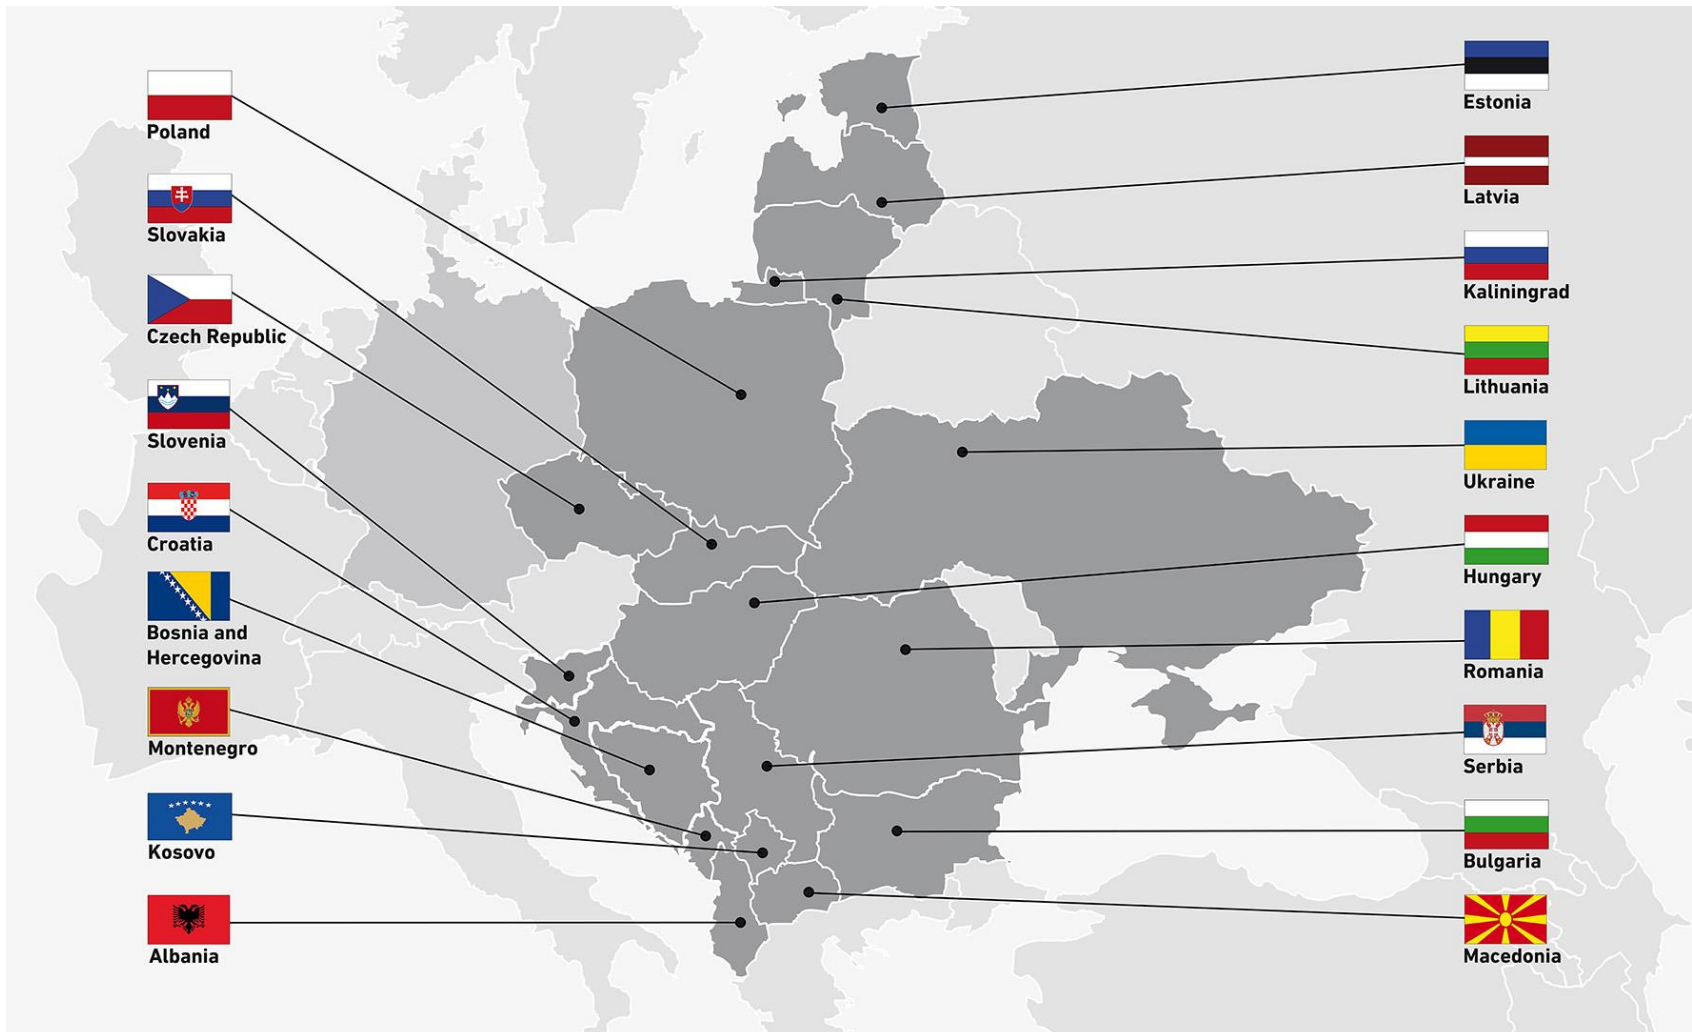 Poland
Slovakia
Czech Republic
Slovenia
Croatia
Bosnia and
Hercegovina
Montenegro
Kosovo
Albania
Estonia
Latvia
Kaliningrad
Lithuania
Ukraine
Hungary
Romania
Serbia
Bulgaria
Macedonia